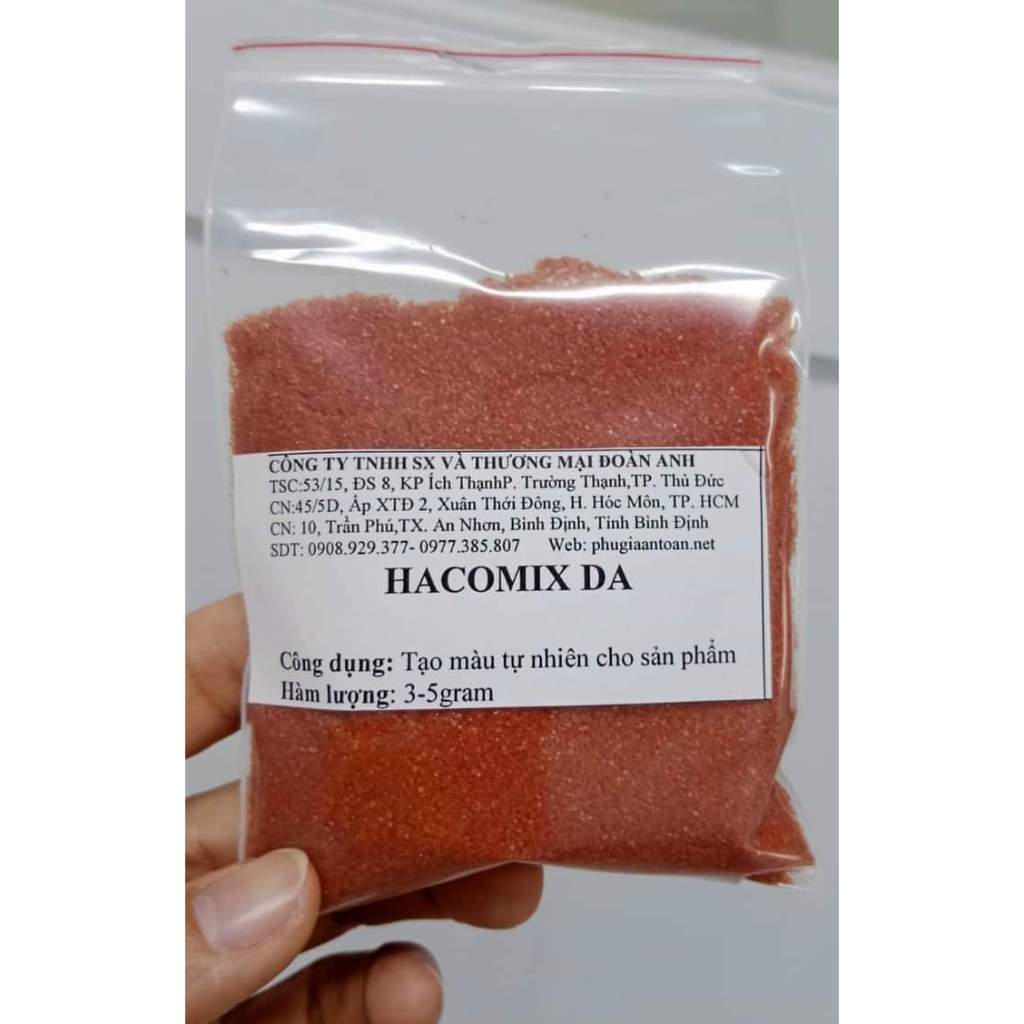 CÔNG TY TNHH SX VÀ THƯƠNG MẠI ĐOÀN ANH
TSC:53/15, ĐS 8, KP Ích ThạnhP. Trường Thạnh,TP. Thủ Đức
CN:45/5D, Ấp XTĐ 2, Xuân Thới Đông, H. Hóc Môn, TP. HCM
CN: 10, Trần Phú,TX. An Nhơn, Bình Định, Tỉnh Bình Định
SDT: 0908.929.377- 0977.385.807 Web: phugiaantoan.net
HACOMIX DA
Công dụng: Tạo màu tự nhiên cho sản phẩm
Hàm lượng: 3-5gram